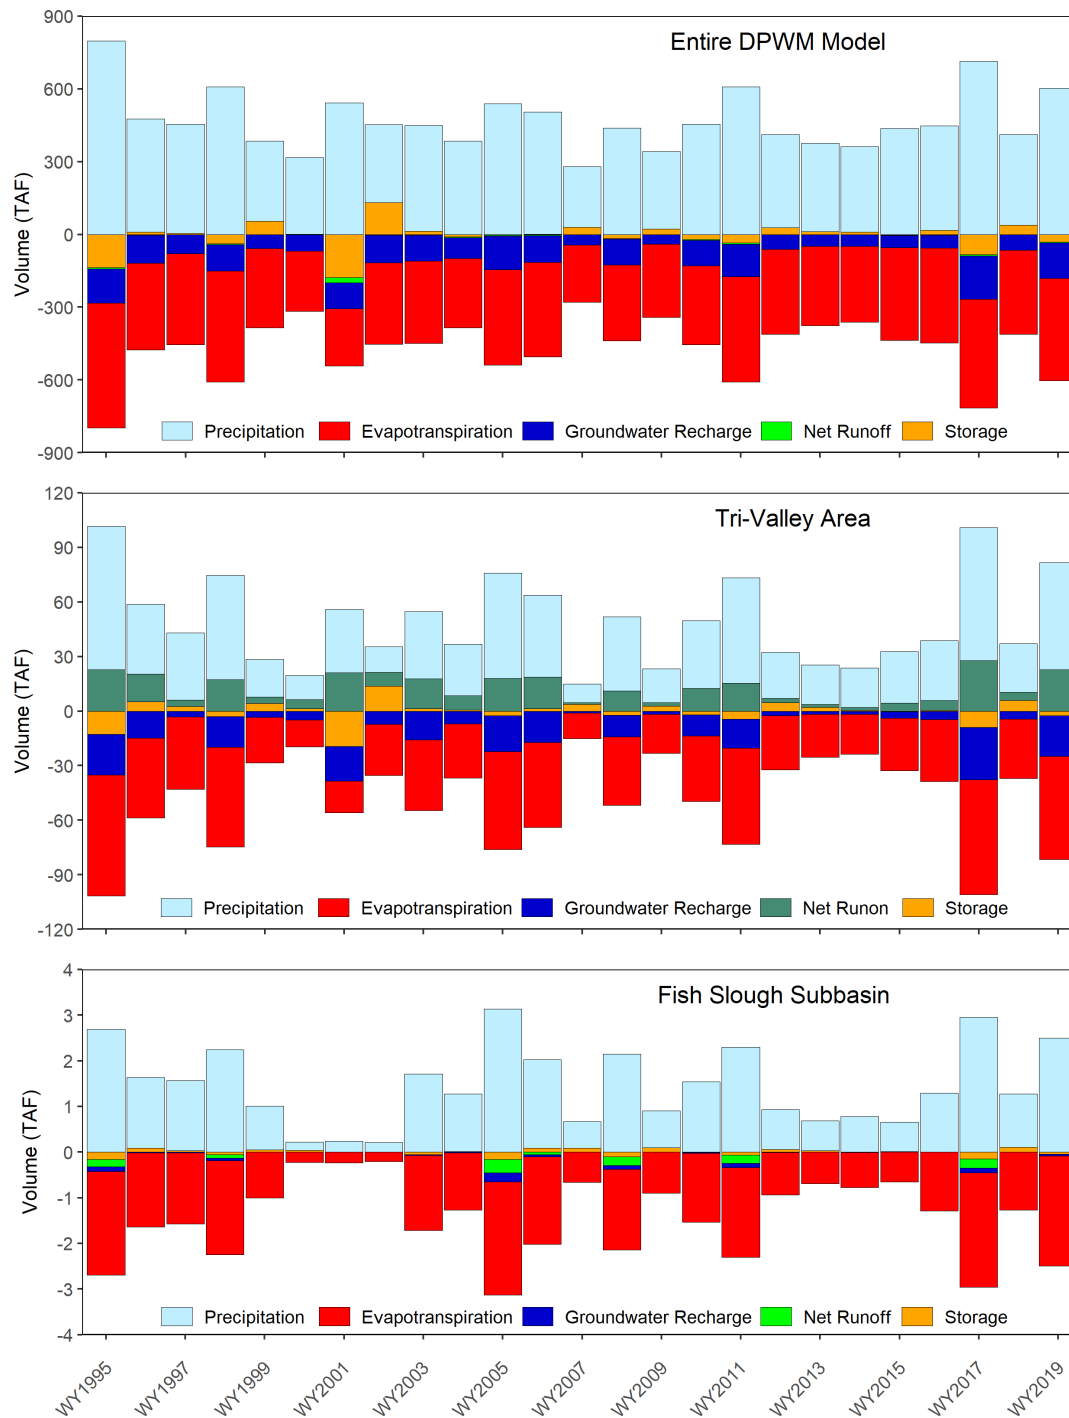 Entire DPWM Model
900
600
300
0
-300
-600
-900
Volume (TAF)
Precipitation Evapotranspiration Groundwater Recharge Net Runoff Storage
Tri-Valley Area
120
90
60
30
0
-30
-60
-90
-120
Volume (TAF)
Precipitation Evapotranspiration Groundwater Recharge Net Runon Storage
Fish Slough Subbasin
4
3
2
1
0
-1
-2
-3
-4
Volume (TAF)
Precipitation Evapotranspiration Groundwater Recharge Net Runoff Storage
WY1995 WY1997 WY1999 WY2001 WY2003 WY2005 WY2007 WY2009 WY2011 WY2013 WY2015 WY2017 WY2019